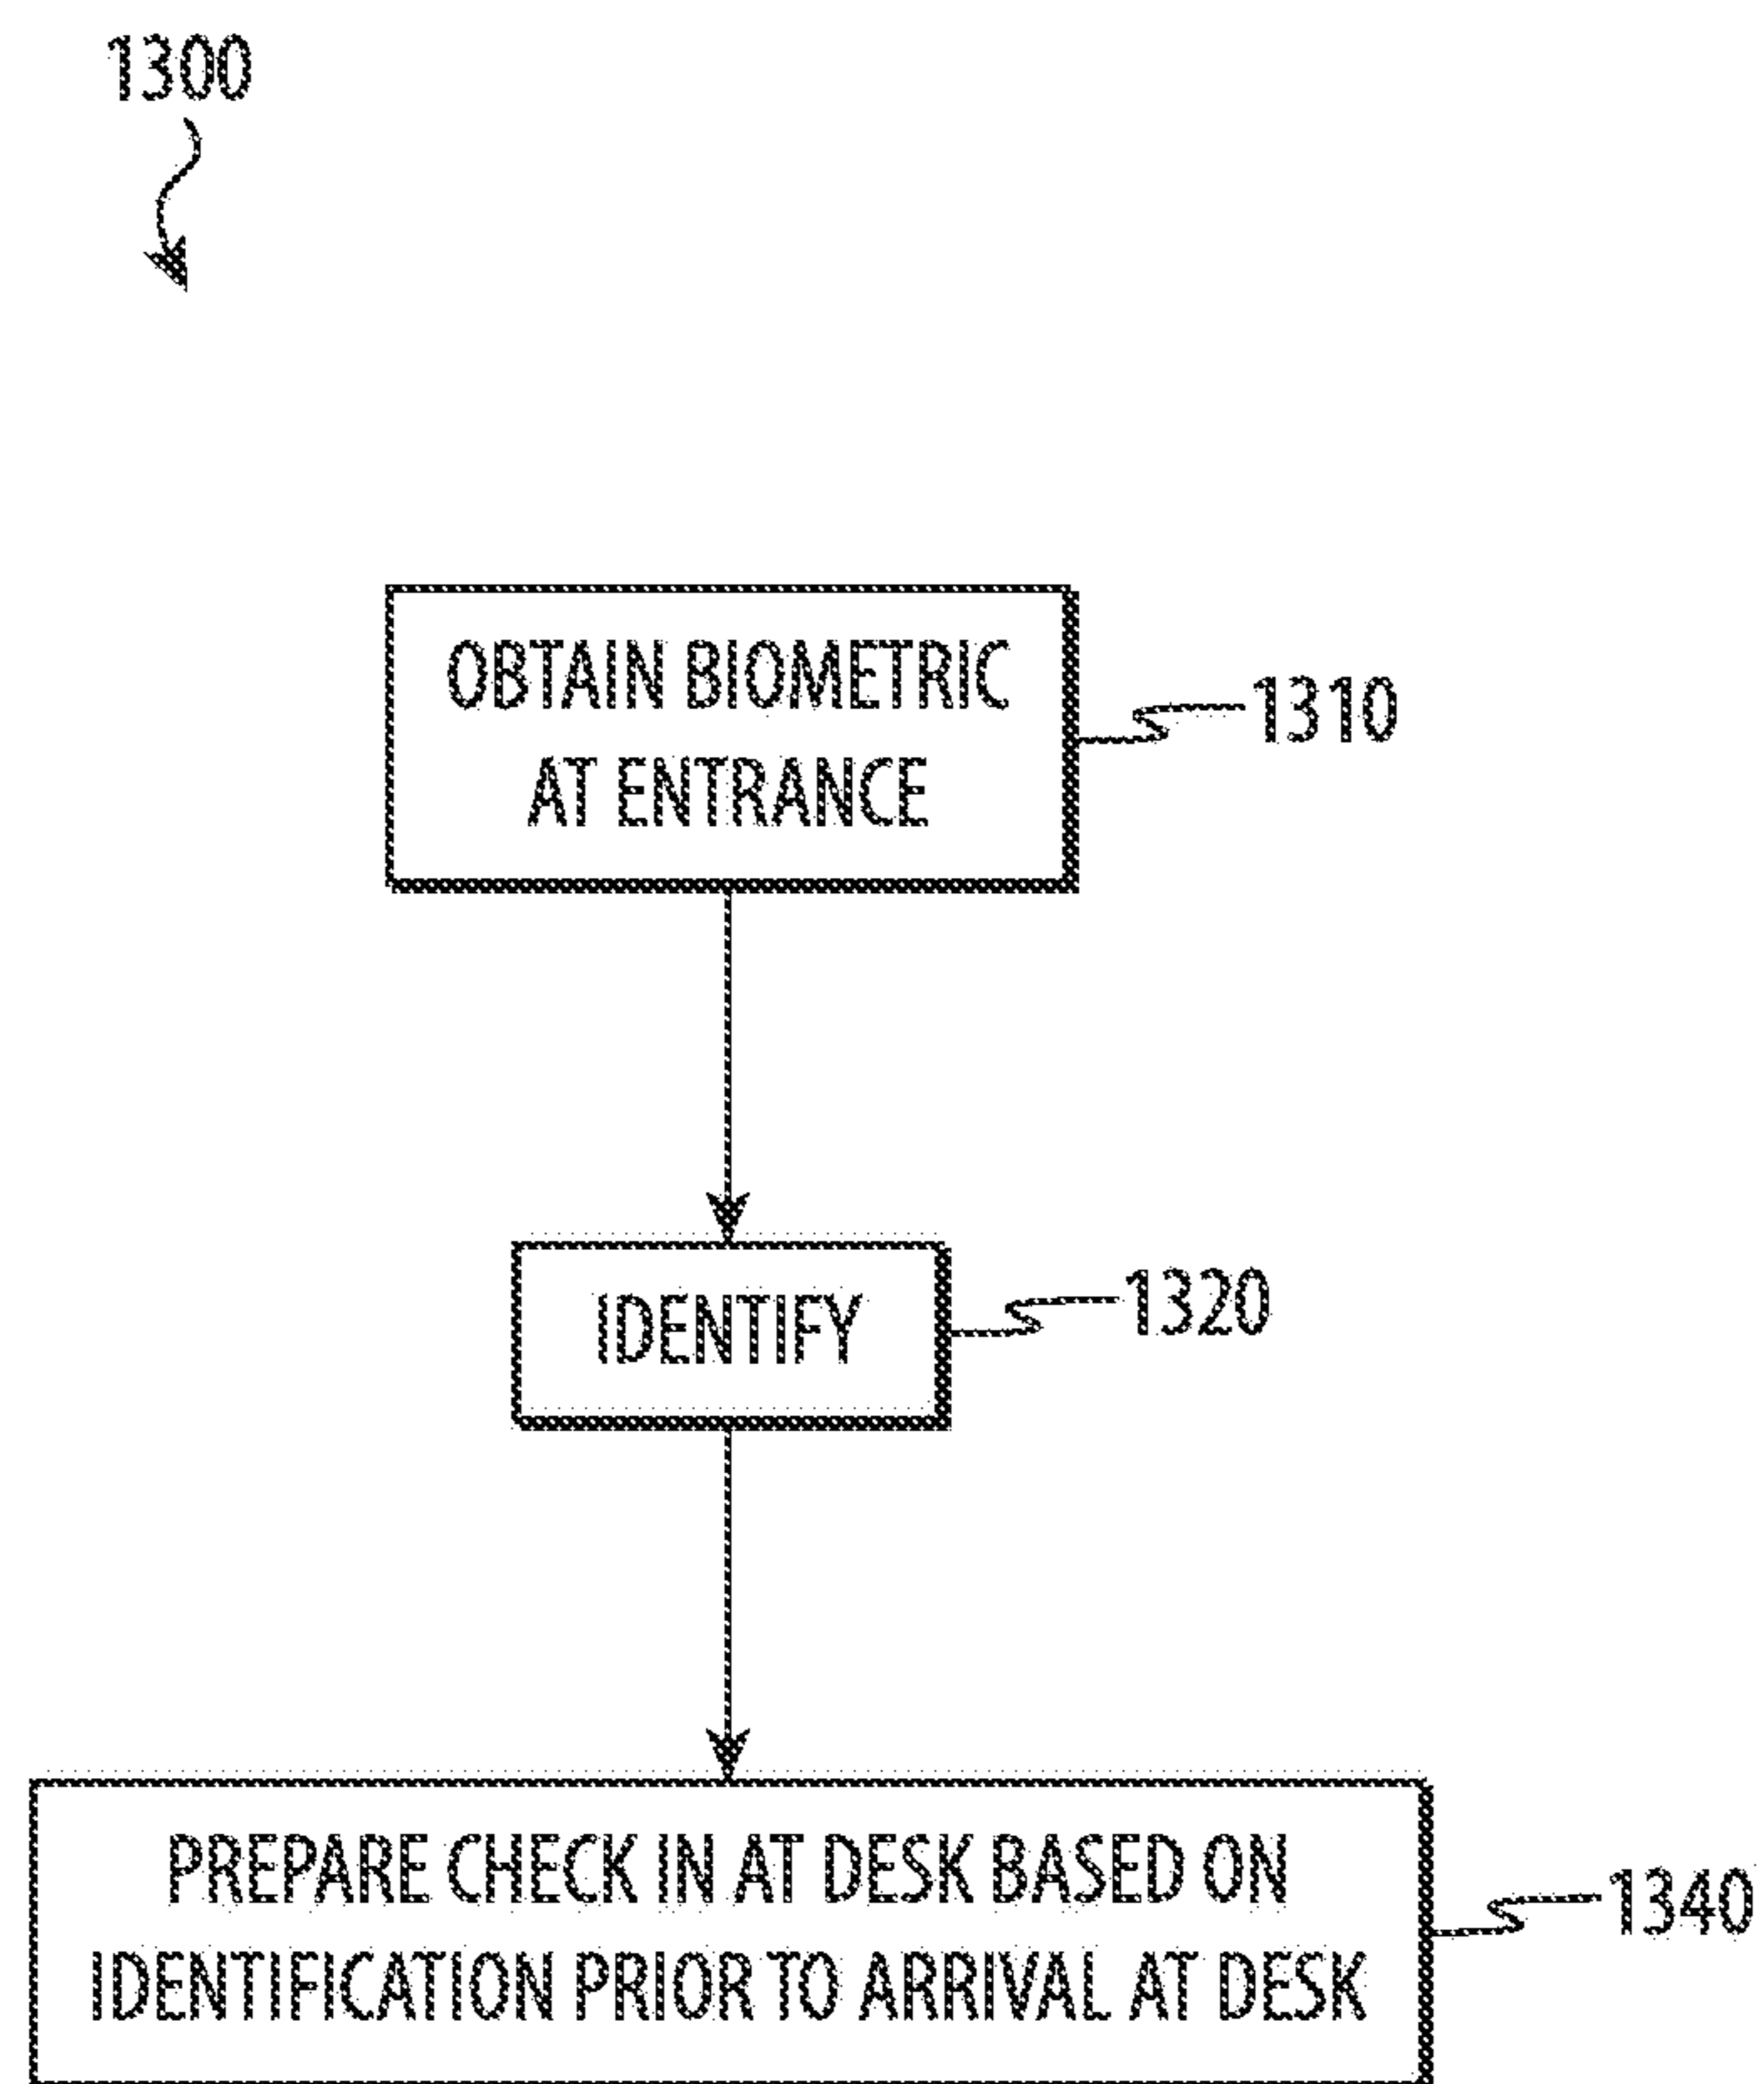 1300
OBTAIN BIOMETRIC
AT ENTRANCE
1310
IDENTIFY
1320
PREPARE CHECK IN AT DESK BASED ON
IDENTIFICATION PRIOR TO ARRIVAL AT DESK
1340